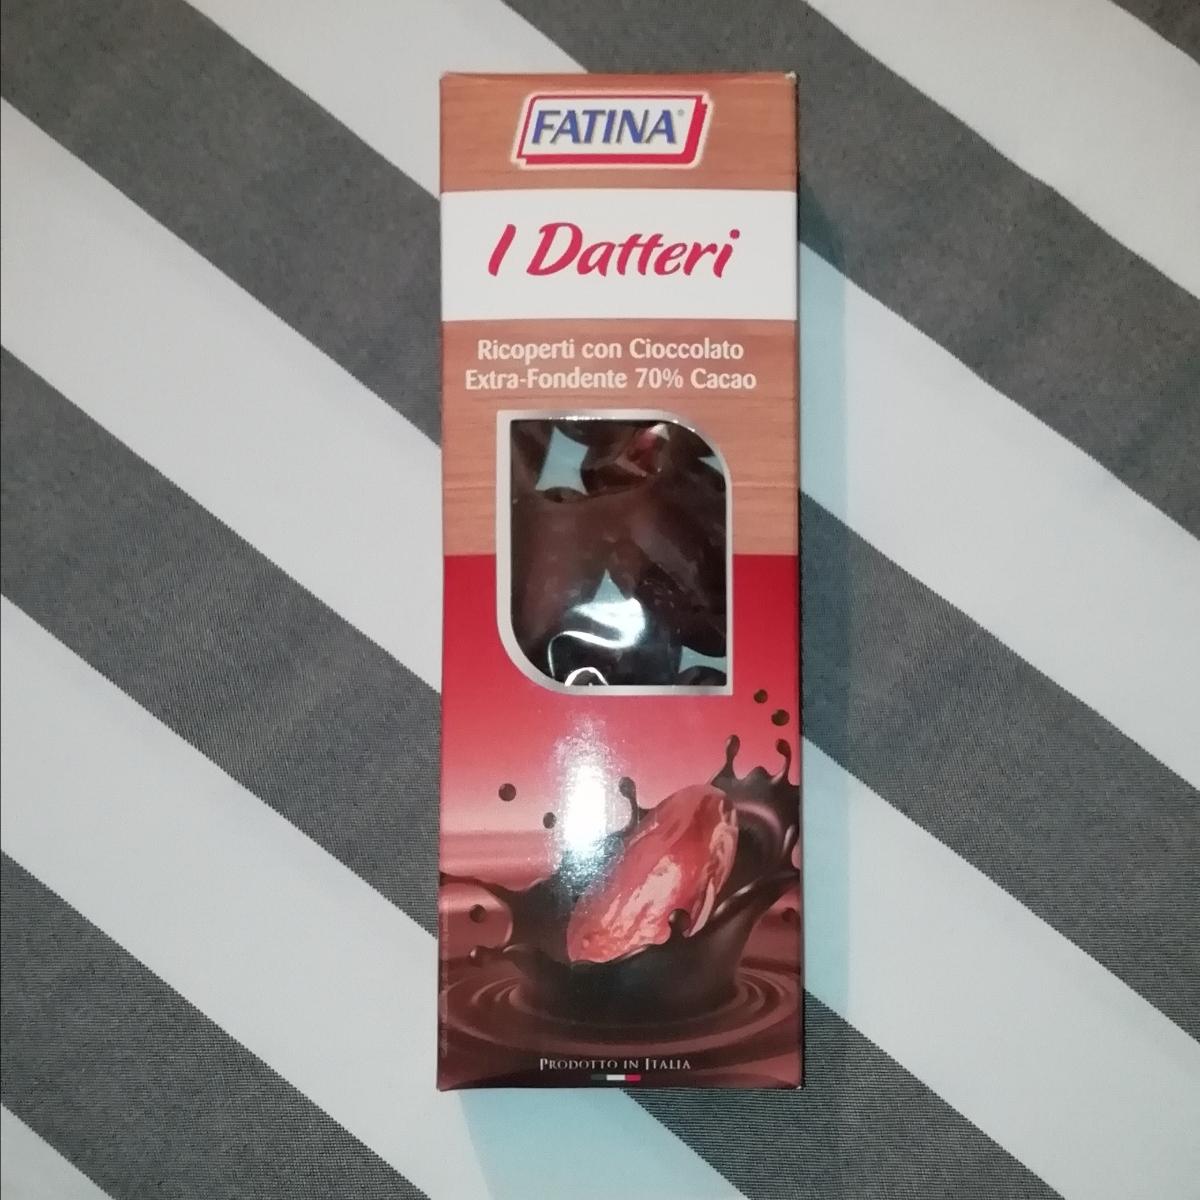 FATINA®
I Datteri
Ricoperti con Cioccolato
Extra-Fondente 70% Cacao
PRODOTTO IN ITALIA